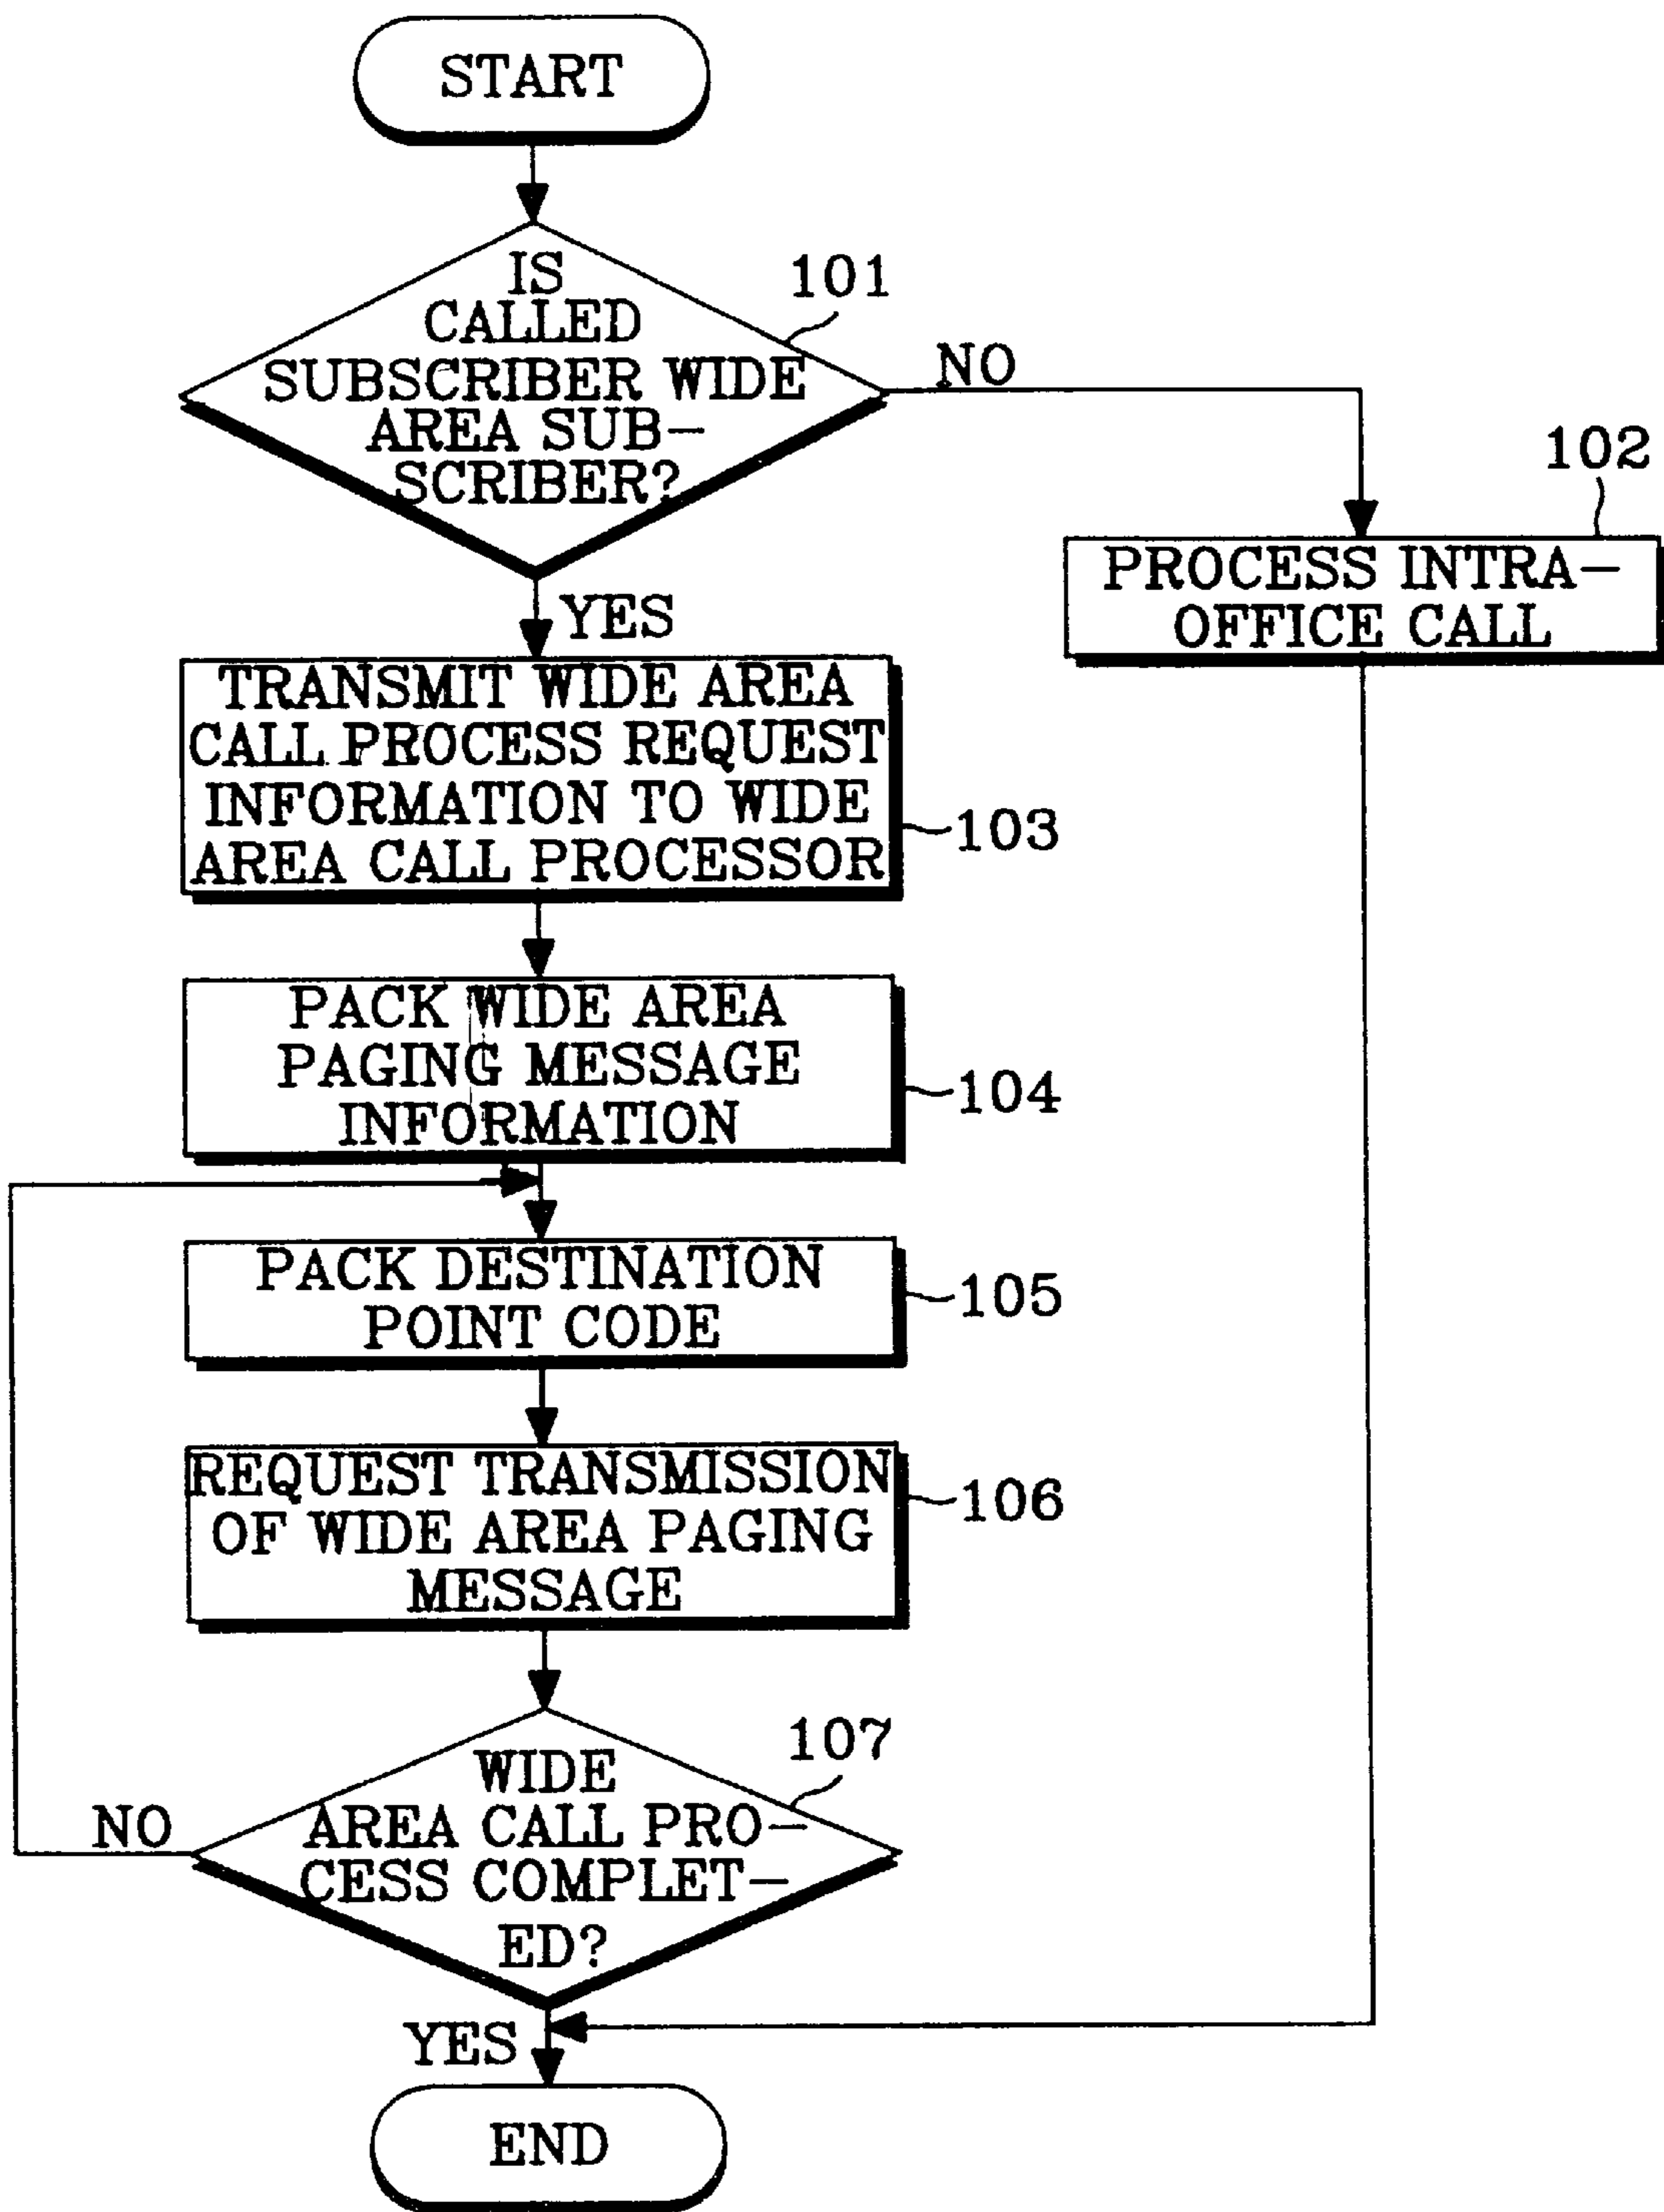 START
IS
CALLED
SUBSCRIBER WIDE
AREA SUB-
SCRIBER?
101
NO
102
PROCESS INTRA-
OFFICE CALL
YES
TRANSMIT WIDE AREA
CALL PROCESS REQUEST
INFORMATION TO WIDE
AREA CALL PROCESSOR
103
PACK WIDE AREA
PAGING MESSAGE
INFORMATION
104
PACK DESTINATION
POINT CODE
105
REQUEST TRANSMISSION
OF WIDE AREA PAGING
MESSAGE
106
WIDE
AREA CALL PRO-
CESS COMPLET-
ED?
107
NO
YES
END